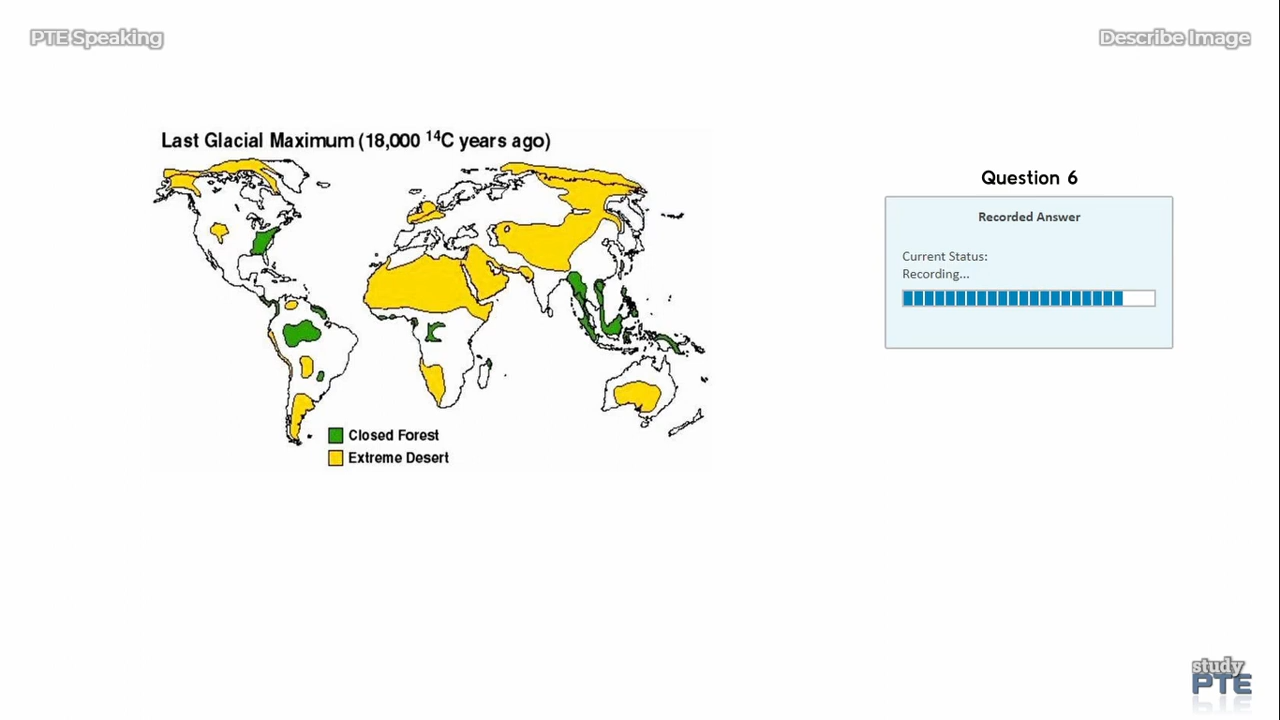 PTE Speaking
Describe Image
Last Glacial Maximum (18,000 ¹⁴C years ago)
Closed Forest
Extreme Desert
Question 6
Recorded Answer
Current Status:
Recording...
study
PTE